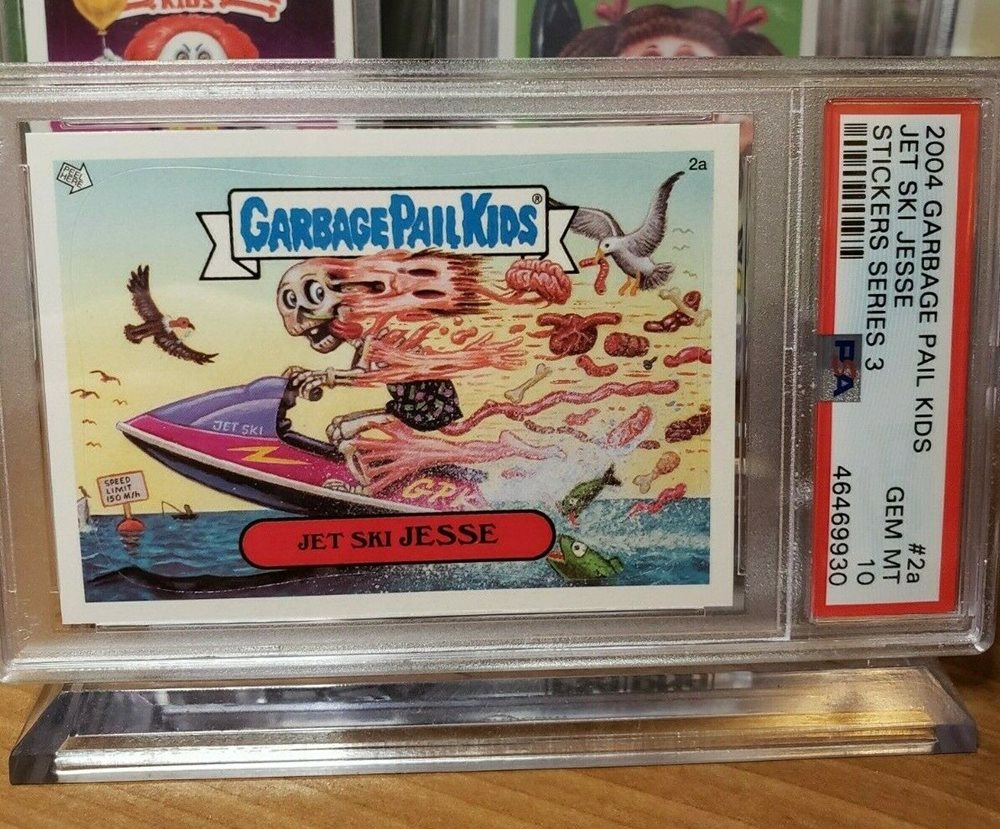 KIDS
PEEL
HERE
2a
GARBAGE PAIL KIDS®
JET SKI
GPK
SPEED
LIMIT
150 M/h
JET SKI JESSE
2004 GARBAGE PAIL KIDS
JET SKI JESSE
STICKERS SERIES 3
PSA
#2a
GEM MT
10
46469930